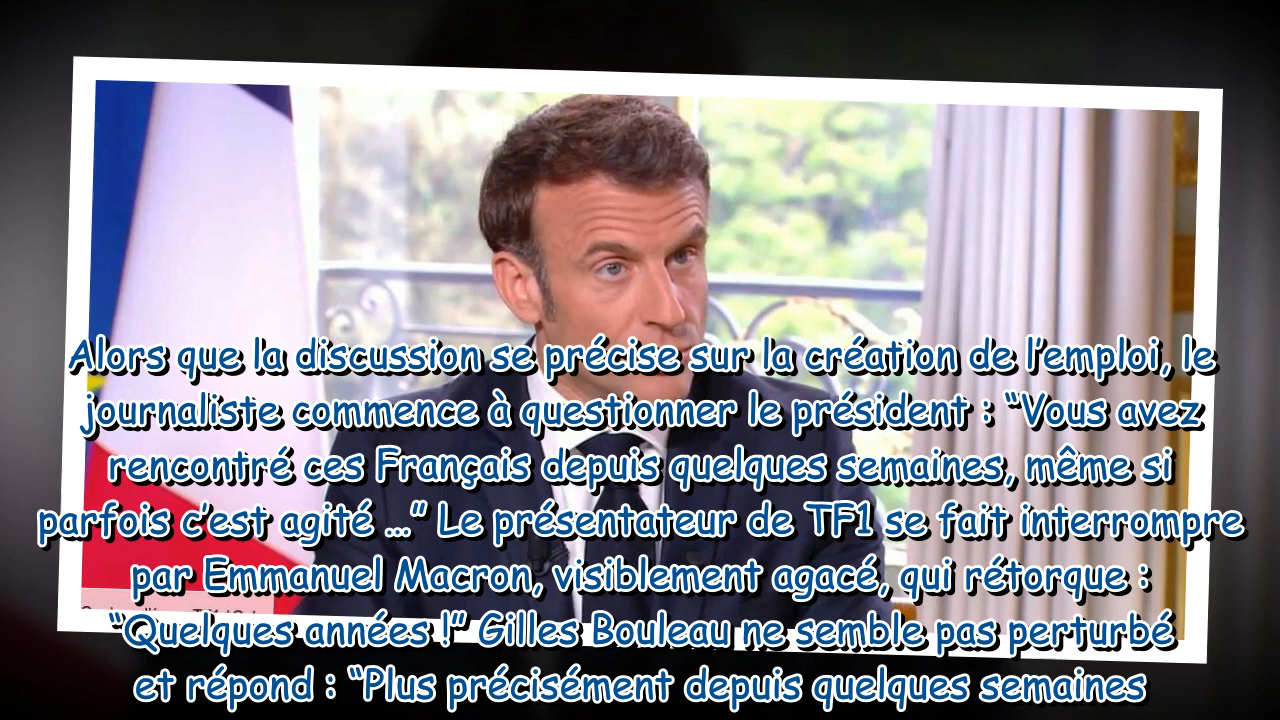 Alors que la discussion se précise sur la création de l'emploi, le
journaliste commence à questionner le président : “Vous avez
rencontré ces Français depuis quelques semaines, même si
parfois c'est agité ...” Le présentateur de TF1 se fait interrompre
par Emmanuel Macron, visiblement agacé, qui rétorque :
“Quelques années !” Gilles Bouleau ne semble pas perturbé
et répond : “Plus précisément depuis quelques semaines